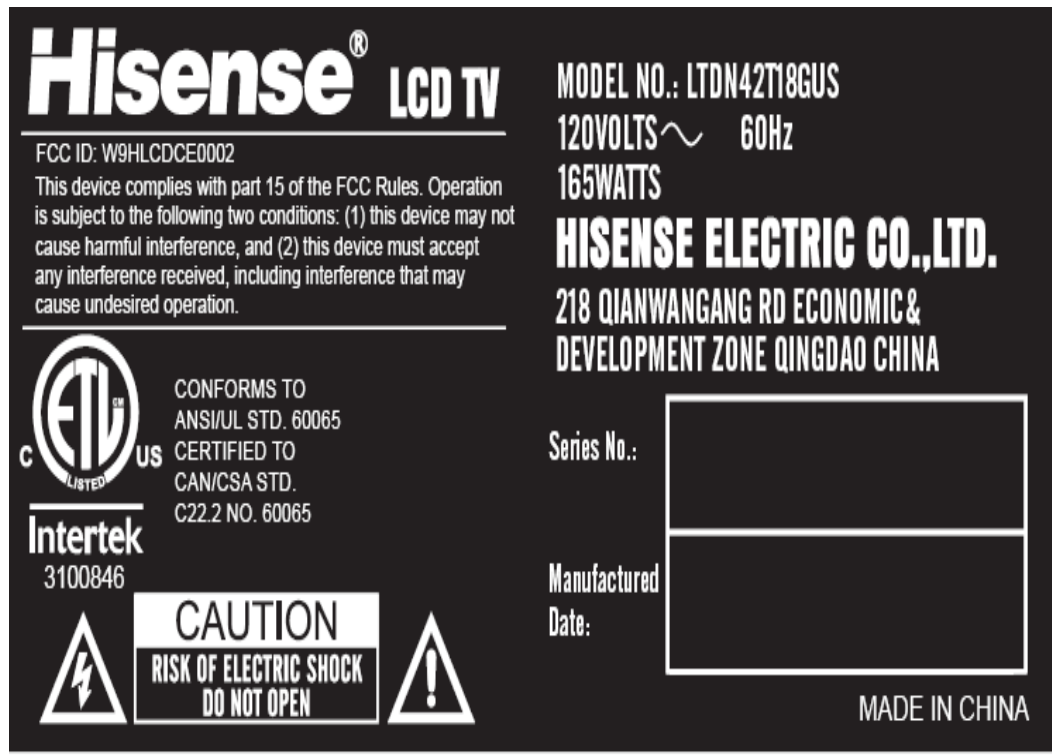 Hisense® LCD TV
FCC ID: W9HLCDCE0002
This device complies with part 15 of the FCC Rules. Operation
is subject to the following two conditions: (1) this device may not
cause harmful interference, and (2) this device must accept
any interference received, including interference that may
cause undesired operation.
C ETL CM US
LISTED
Intertek
3100846
CONFORMS TO
ANSI/UL STD. 60065
CERTIFIED TO
CAN/CSA STD.
C22.2 NO. 60065
CAUTION
RISK OF ELECTRIC SHOCK
DO NOT OPEN
MODEL NO.: LTDN42T18GUS
120VOLTS～ 60Hz
165WATTS
HISENSE ELECTRIC CO.,LTD.
218 QIANWANGANG RD ECONOMIC&
DEVELOPMENT ZONE QINGDAO CHINA
Series No.:
Manufactured
Date:
MADE IN CHINA